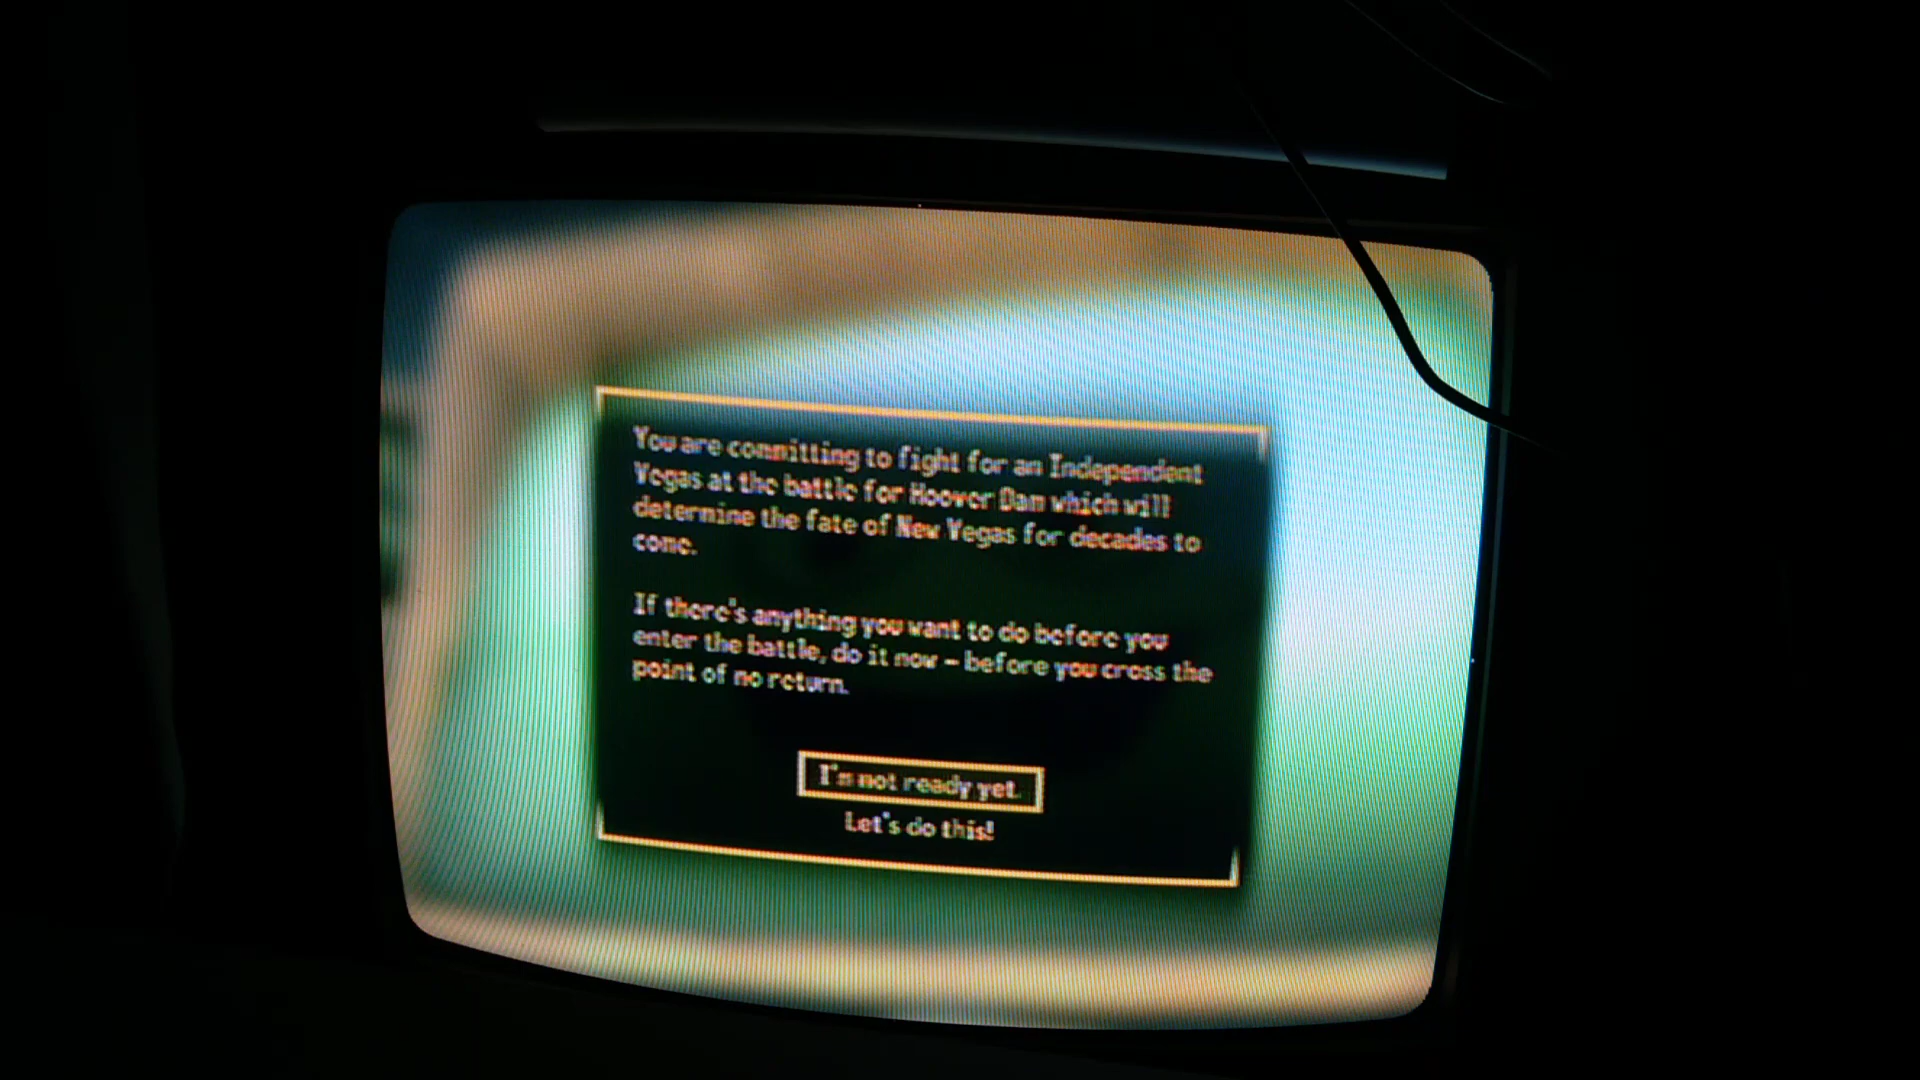 You are committing to fight for an Independent
Vegas at the battle for Hoover Dam which will
determine the fate of New Vegas for decades to
come.
If there's anything you want to do before you
enter the battle, do it now - before you cross the
point of no return.
I'm not ready yet.
Let's do this!